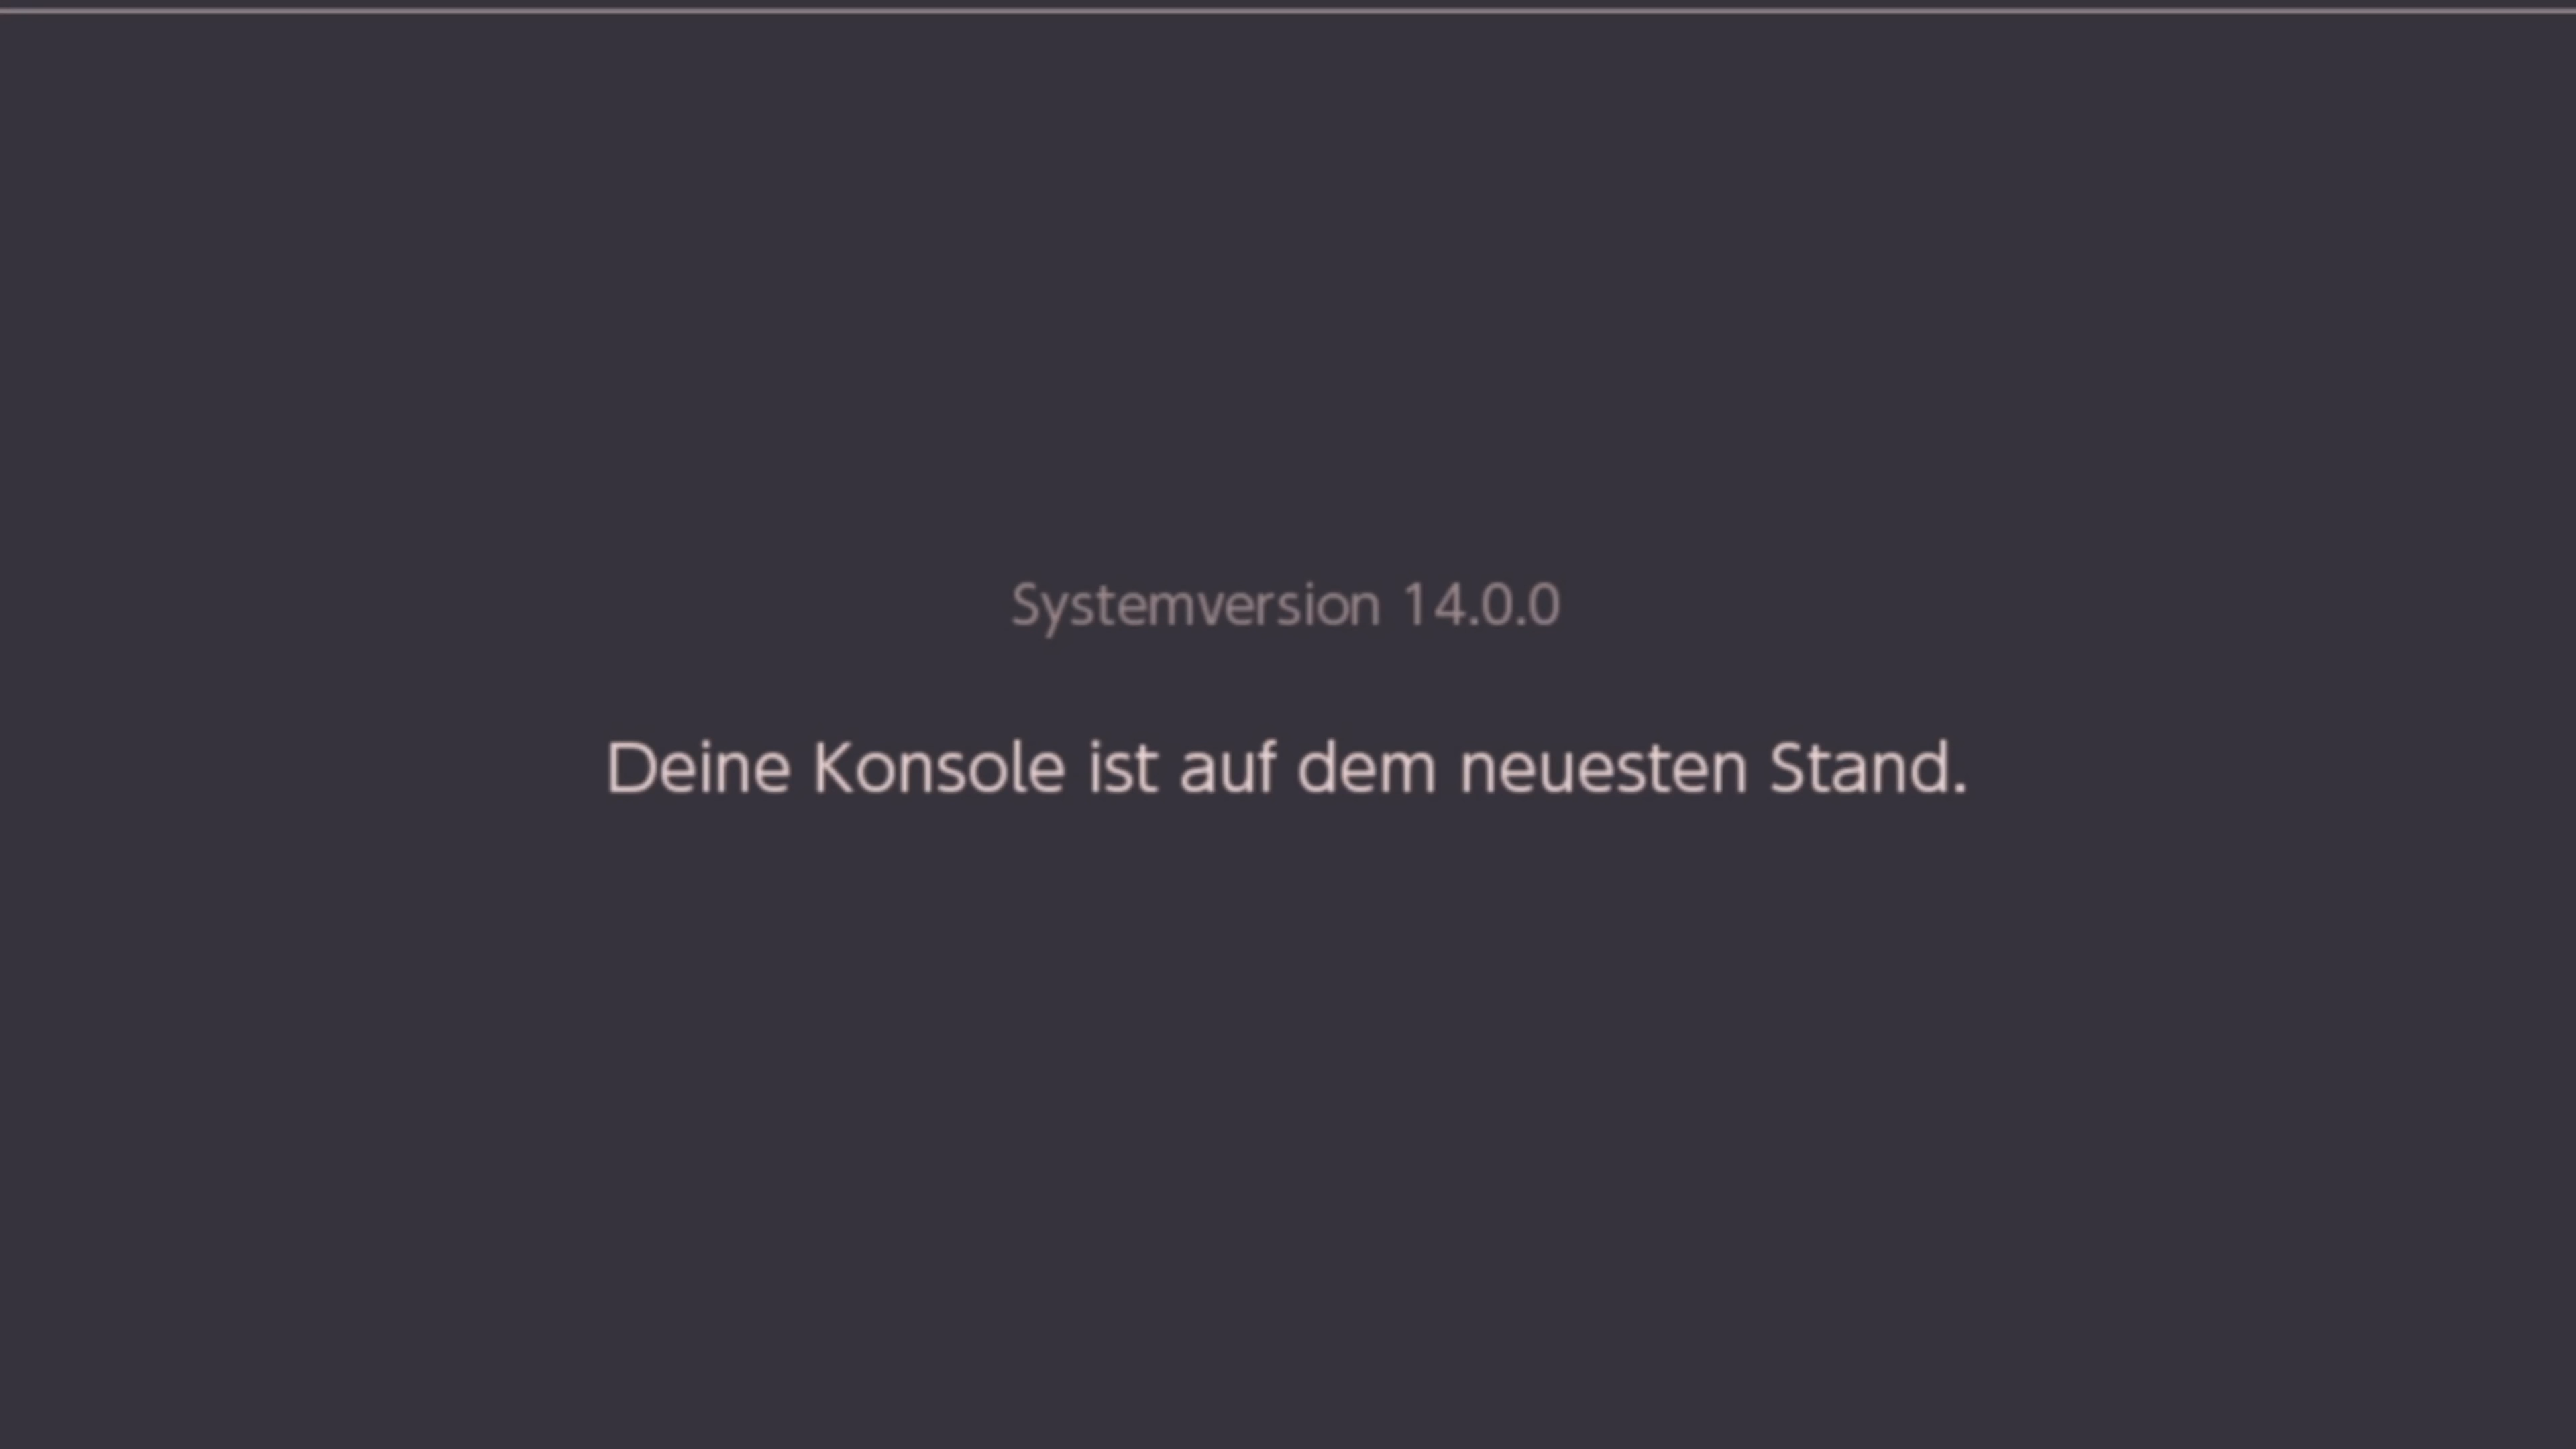 Systemversion 14.0.0
Deine Konsole ist auf dem neuesten Stand.